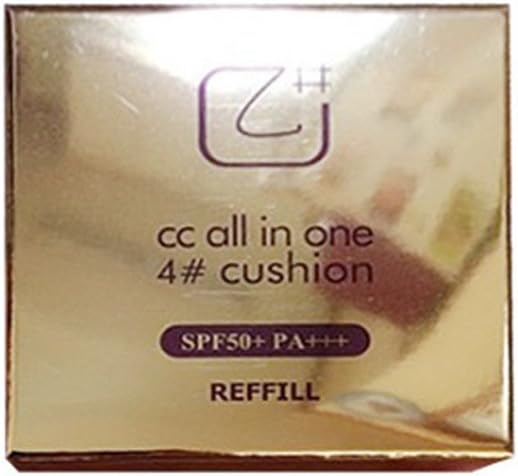 cc all in one
4# cushion
SPF50+ PA+++
REFFILL